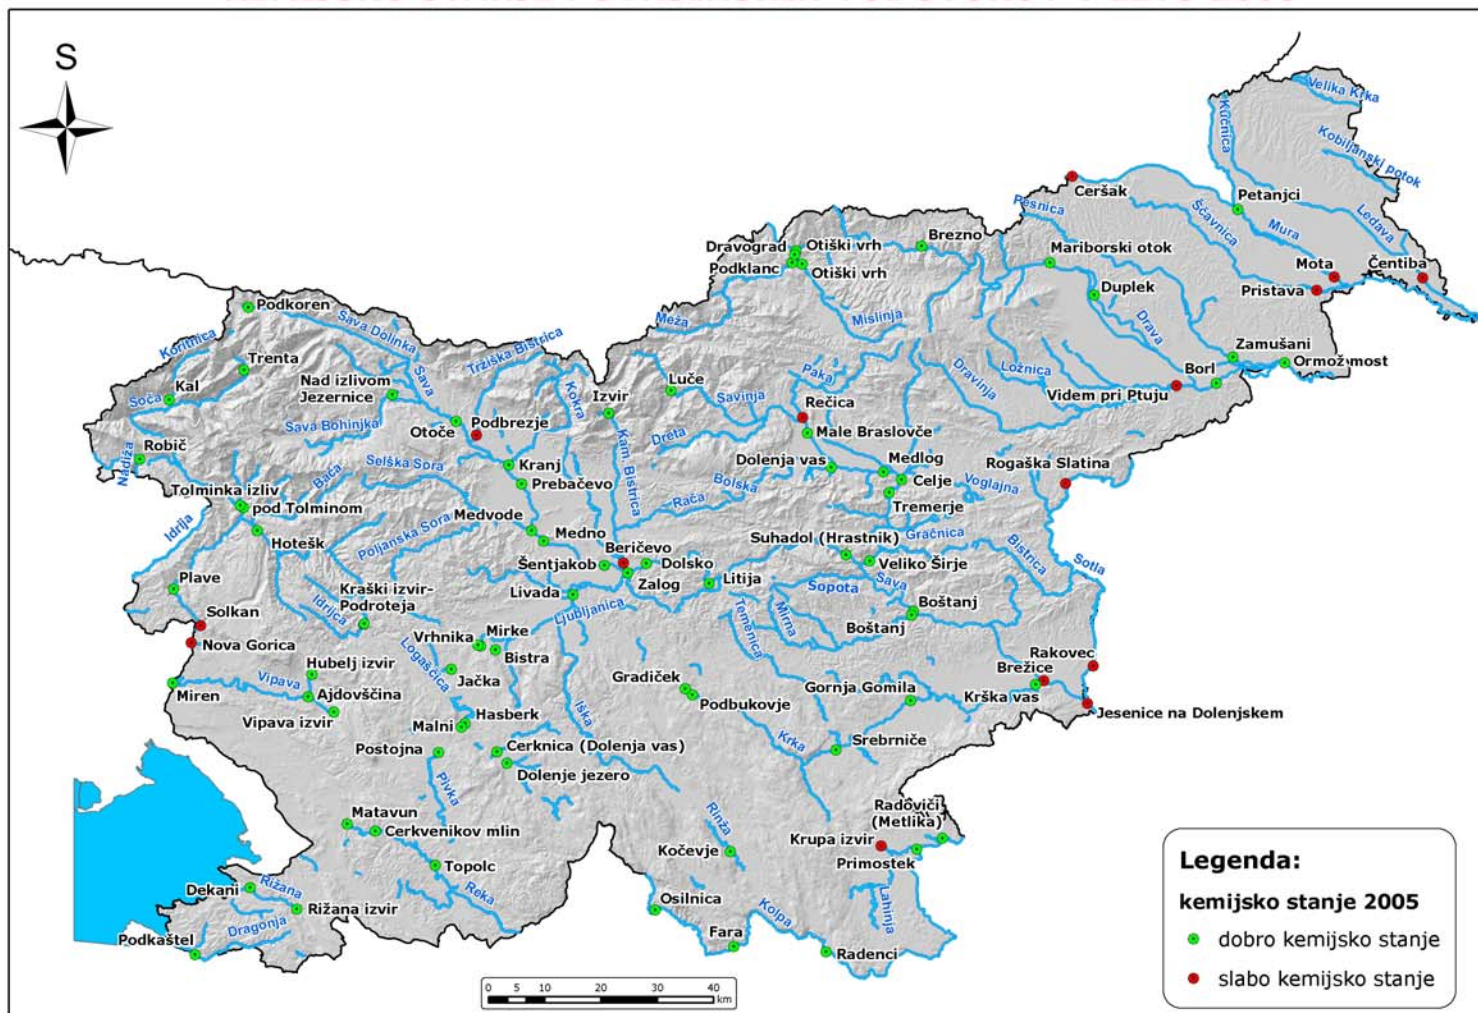 S
Velika Krka
Kučnica
Kobiljanski potok
Ceršak
Petanjci
Ledava
Pesnica
Ščavnica
Mura
Dravograd
Otiški vrh
Brezno
Mariborski otok
Mota
Čentiba
Podklanc
Otiški vrh
Duplek
Pristava
Podkoren
Sava Dolinka
Meža
Mislinja
Drava
Koritnica
Tržiška Bistrica
Trenta
Zamušani
Kal
Nad izlivom
Jezernice
Sava
Kokra
Luče
Paka
Dravinja
Ložnica
Borl
Ormož most
Soča
Izvir
Savinja
Rečica
Videm pri Ptuju
Otoče
Podbrezje
Sava Bohinjka
Dreta
Male Braslovče
Robič
Nadiža
Bača
Selška Sora
Kranj
Kam. Bistrica
Dolenja vas
Medlog
Rogaška Slatina
Tolminka izliv
pod Tolminom
Prebačevo
Rača
Bolska
Celje
Voglajna
Tremerje
Idrija
Hotešk
Poljanska Sora
Medvode
Medno
Suhadol (Hrastnik)
Gračnica
Bistrica
Beričevo
Šentjakob
Dolsko
Veliko Širje
Sotla
Plave
Kraški izvir-
Podroteja
Livada
Zalog
Litija
Sopota
Sava
Idrijca
Ljubljanica
Temenica
Mirna
Boštanj
Boštanj
Solkan
Nova Gorica
Vrhnika
Mirke
Bistra
Logaščica
Hubelj izvir
Jačka
Gradiček
Rakovec
Brežice
Miren
Vipava
Ajdovščina
Podbukovje
Gornja Gomila
Krška vas
Vipava izvir
Malni
Hasberk
Iška
Jesenice na Dolenjskem
Postojna
Cerknica (Dolenja vas)
Krka
Srebrniče
Dolenje jezero
Pivka
Matavun
Cerkvenikov mlin
Rinža
Radoviči
(Metlika)
Krupa izvir
Kočevje
Primostek
Topolc
Dekani
Rižana
Reka
Lahinja
Rižana izvir
Osilnica
Kolpa
Dragonja
Podkaštel
Fara
Radenci
0 5 10 20 30 40
km
Legenda:
kemijsko stanje 2005
dobro kemijsko stanje
slabo kemijsko stanje